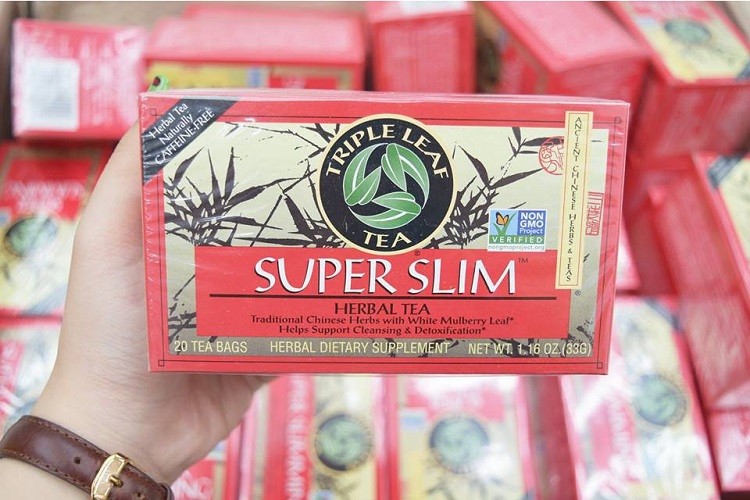 Herbal Tea
Naturally
CAFFEINE-FREE
TRIPLE LEAF
TEA
®
ANCIENT CHINESE HERBS & TEAS
®
NON
GMO
Project
VERIFIED
nongmoproject.org
SUPER SLIM™
HERBAL TEA
Traditional Chinese Herbs with White Mulberry Leaf*
Helps Support Cleansing & Detoxification*
20 TEA BAGS HERBAL DIETARY SUPPLEMENT NET WT. 1.16 OZ.(33G)